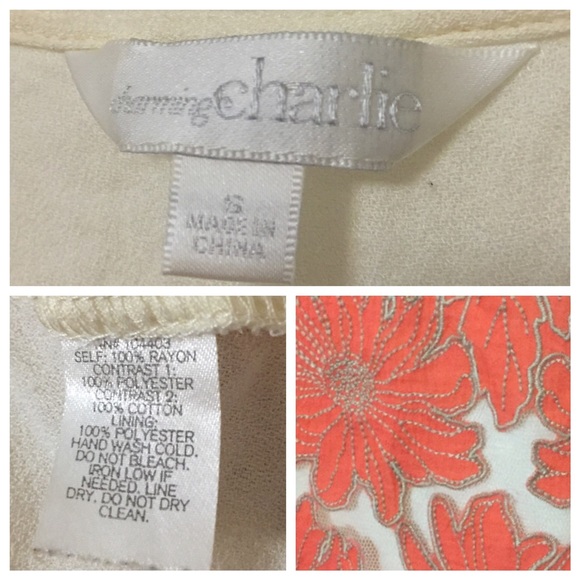 charming charlie
S
MADE IN
CHINA
RN# 104403
SELF: 100% RAYON
CONTRAST 1:
100% POLYESTER
CONTRAST 2:
100% COTTON
LINING:
100% POLYESTER
HAND WASH COLD.
DO NOT BLEACH.
IRON LOW IF
NEEDED. LINE
DRY. DO NOT DRY
CLEAN.